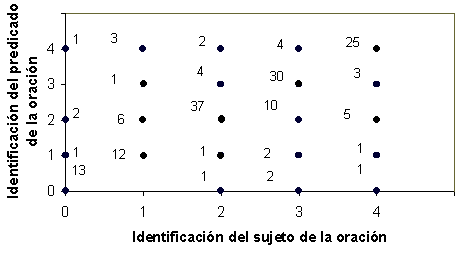 Identificación del predicado
de la oración
4 1 3 2 4 25
3 1 4 30 3
2 2 6 37 10 5
1 1 12 1 2 1
0 13 1 2 1
0 1 2 3 4
Identificación del sujeto de la oración